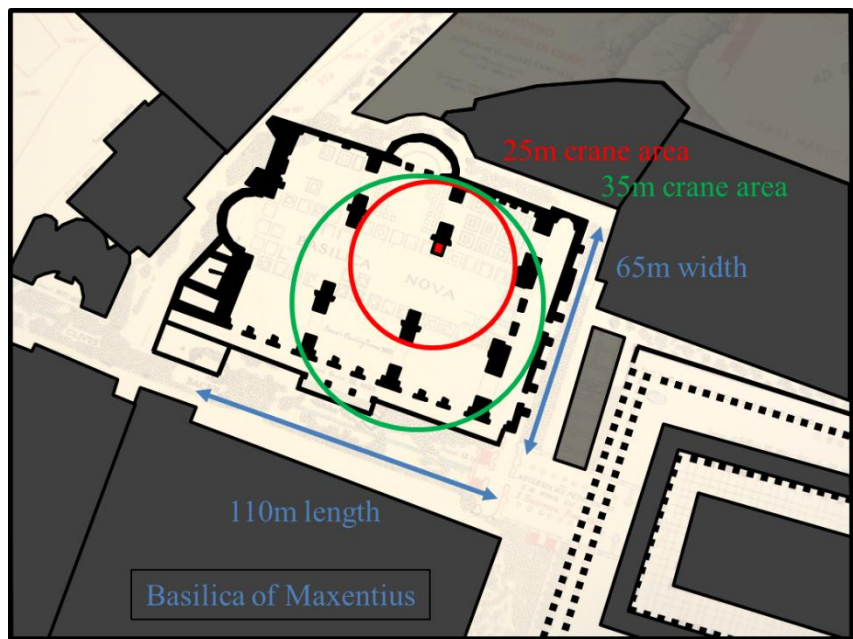 25m crane area
35m crane area
65m width
BASILICA
NOVA
110m length
Basilica of Maxentius